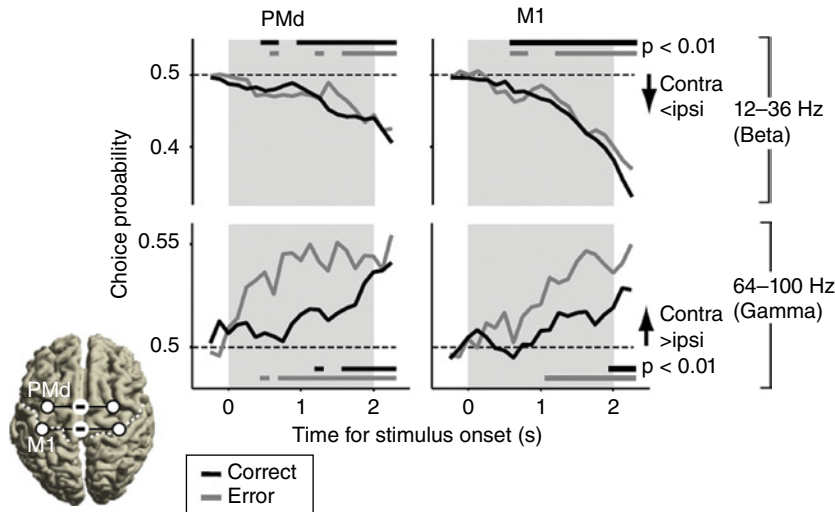 PMd
M1
p < 0.01
0.5
0.4
Contra
<ipsi
12–36 Hz
(Beta)
Choice probability
0.55
0.5
Contra
>ipsi
p < 0.01
64–100 Hz
(Gamma)
0
1
2
0
1
2
Time for stimulus onset (s)
PMd
M1
Correct
Error